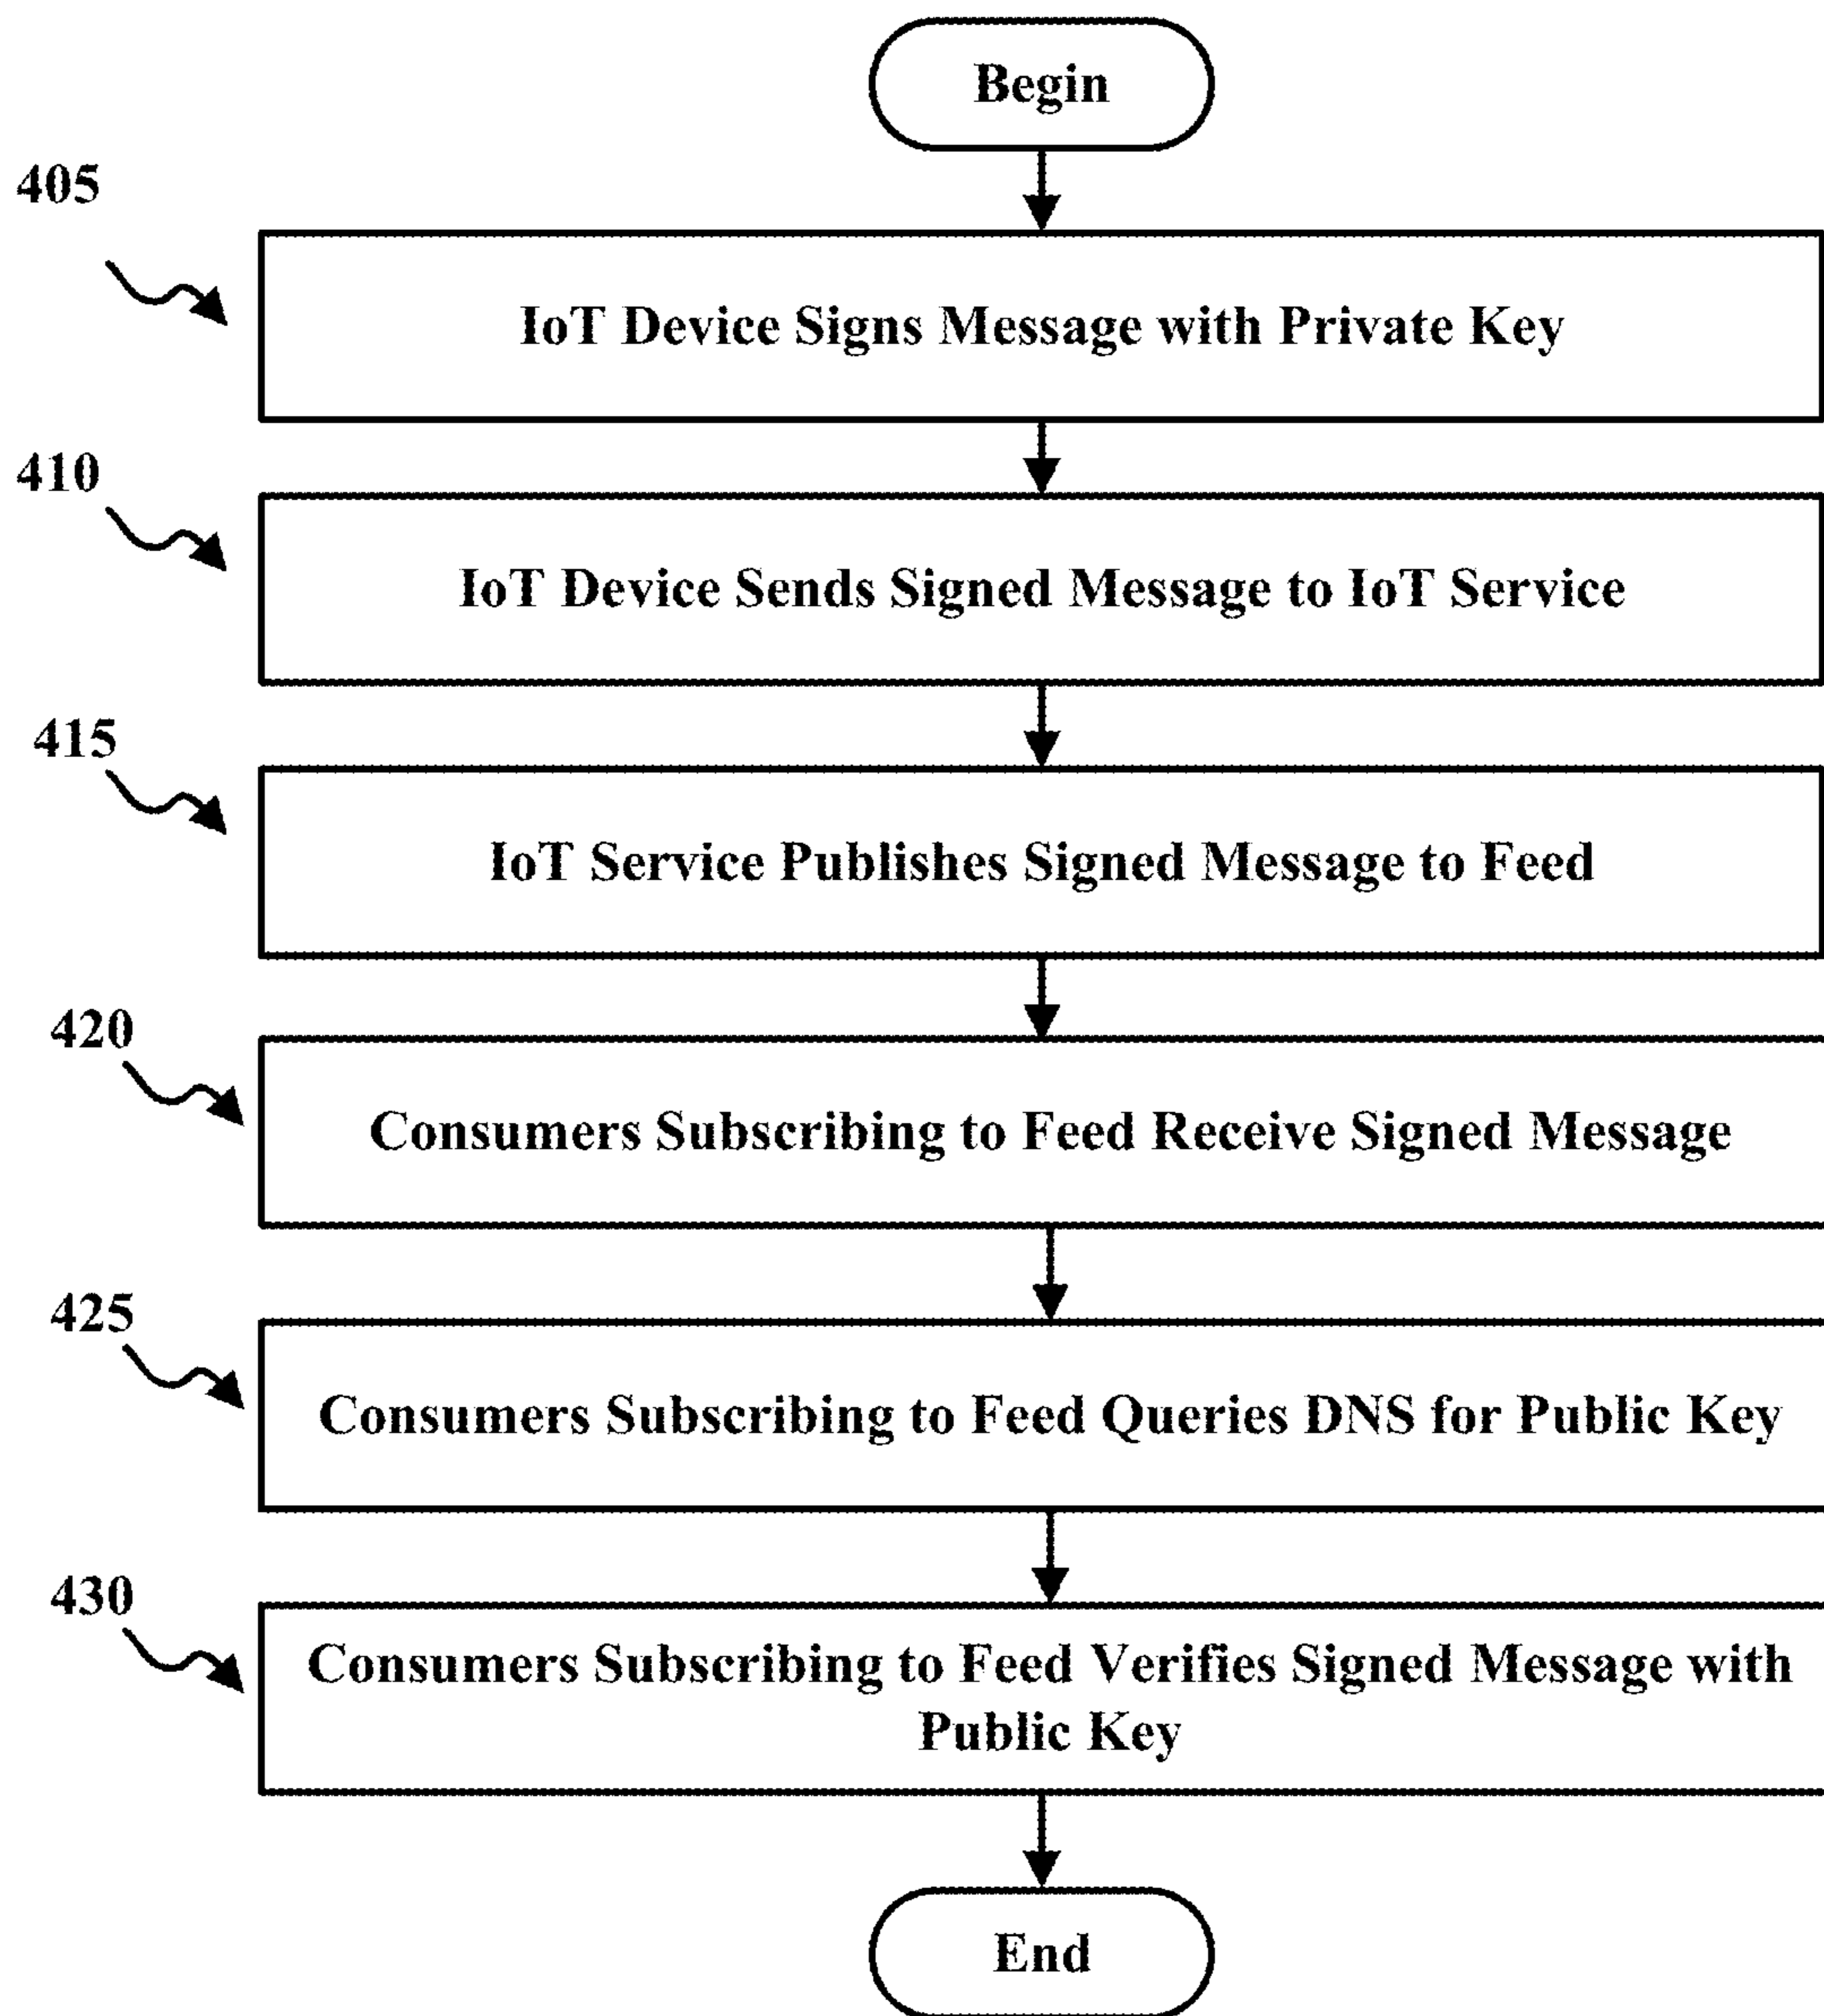 Begin
405
IoT Device Signs Message with Private Key
410
IoT Device Sends Signed Message to IoT Service
415
IoT Service Publishes Signed Message to Feed
420
Consumers Subscribing to Feed Receive Signed Message
425
Consumers Subscribing to Feed Queries DNS for Public Key
430
Consumers Subscribing to Feed Verifies Signed Message with
Public Key
End